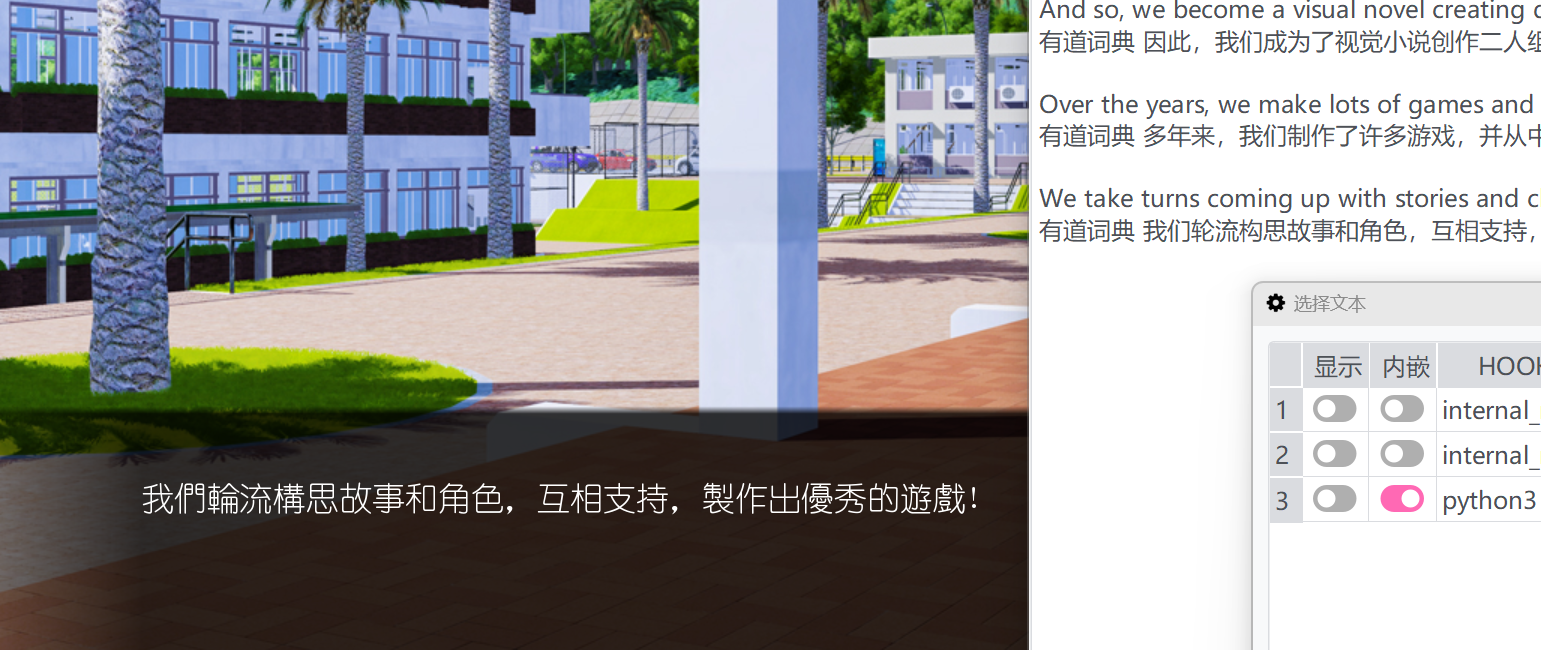 And so, we become a visual novel creating
有道词典 因此，我们成为了视觉小说创作二人组
Over the years, we make lots of games and
有道词典 多年来，我们制作了许多游戏，并从中
We take turns coming up with stories and
有道词典 我们轮流构思故事和角色，互相支持，
选择文本
显示 内嵌 HOOK
1 internal_
2 internal_
3 python3
我們輪流構思故事和角色，互相支持，製作出優秀的遊戲！